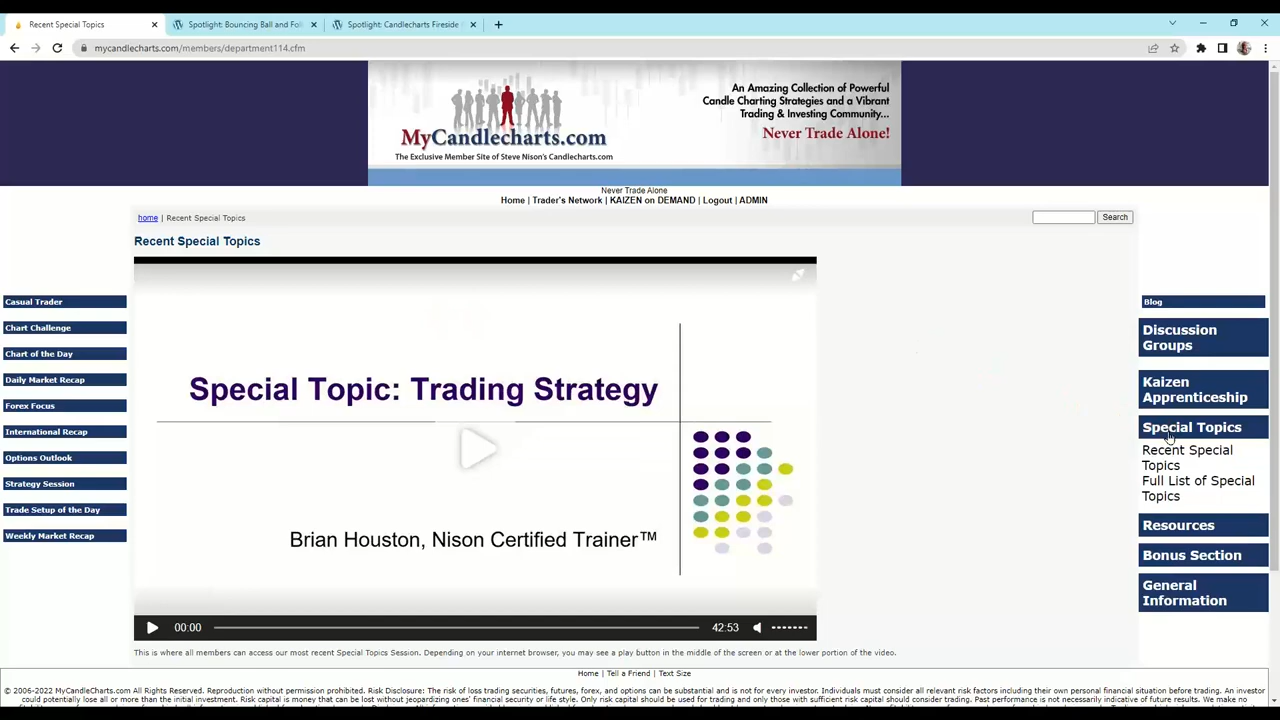 Recent Special Topics
Spotlight: Bouncing Ball and Fol
Spotlight: Candlecharts Fireside
mycandlecharts.com/members/department114.cfm
MyCandlecharts.com
The Exclusive Member Site of Steve Nison's Candlecharts.com
An Amazing Collection of Powerful
Candle Charting Strategies and a Vibrant
Trading & Investing Community...
Never Trade Alone!
Never Trade Alone
Home | Trader's Network | KAIZEN on DEMAND | Logout | ADMIN
home | Recent Special Topics
Search
Recent Special Topics
Casual Trader
Chart Challenge
Chart of the Day
Daily Market Recap
Forex Focus
International Recap
Options Outlook
Strategy Session
Trade Setup of the Day
Weekly Market Recap
Special Topic: Trading Strategy
Brian Houston, Nison Certified Trainer™
00:00
42:53
Blog
Discussion
Groups
Kaizen
Apprenticeship
Special Topics
Recent Special
Topics
Full List of Special
Topics
Resources
Bonus Section
General
Information
This is where all members can access our most recent Special Topics Session. Depending on your internet browser, you may see a play button in the middle of the screen or at the lower portion of the video.
Home | Tell a Friend | Text Size
© 2006-2022 MyCandleCharts.com All Rights Reserved. Reproduction without permission prohibited. Risk Disclosure: The risk of loss trading securities, futures, forex, and options can be substantial and is not for every investor. Individuals must consider all relevant risk factors including their own personal financial situation before trading. An investor
could potentially lose all or more than the initial investment. Risk capital is money that can be lost without jeopardizing ones' financial security or life style. Only risk capital should be used for trading and only those with sufficient risk capital should consider trading. Past performance is not necessarily indicative of future results. We make no